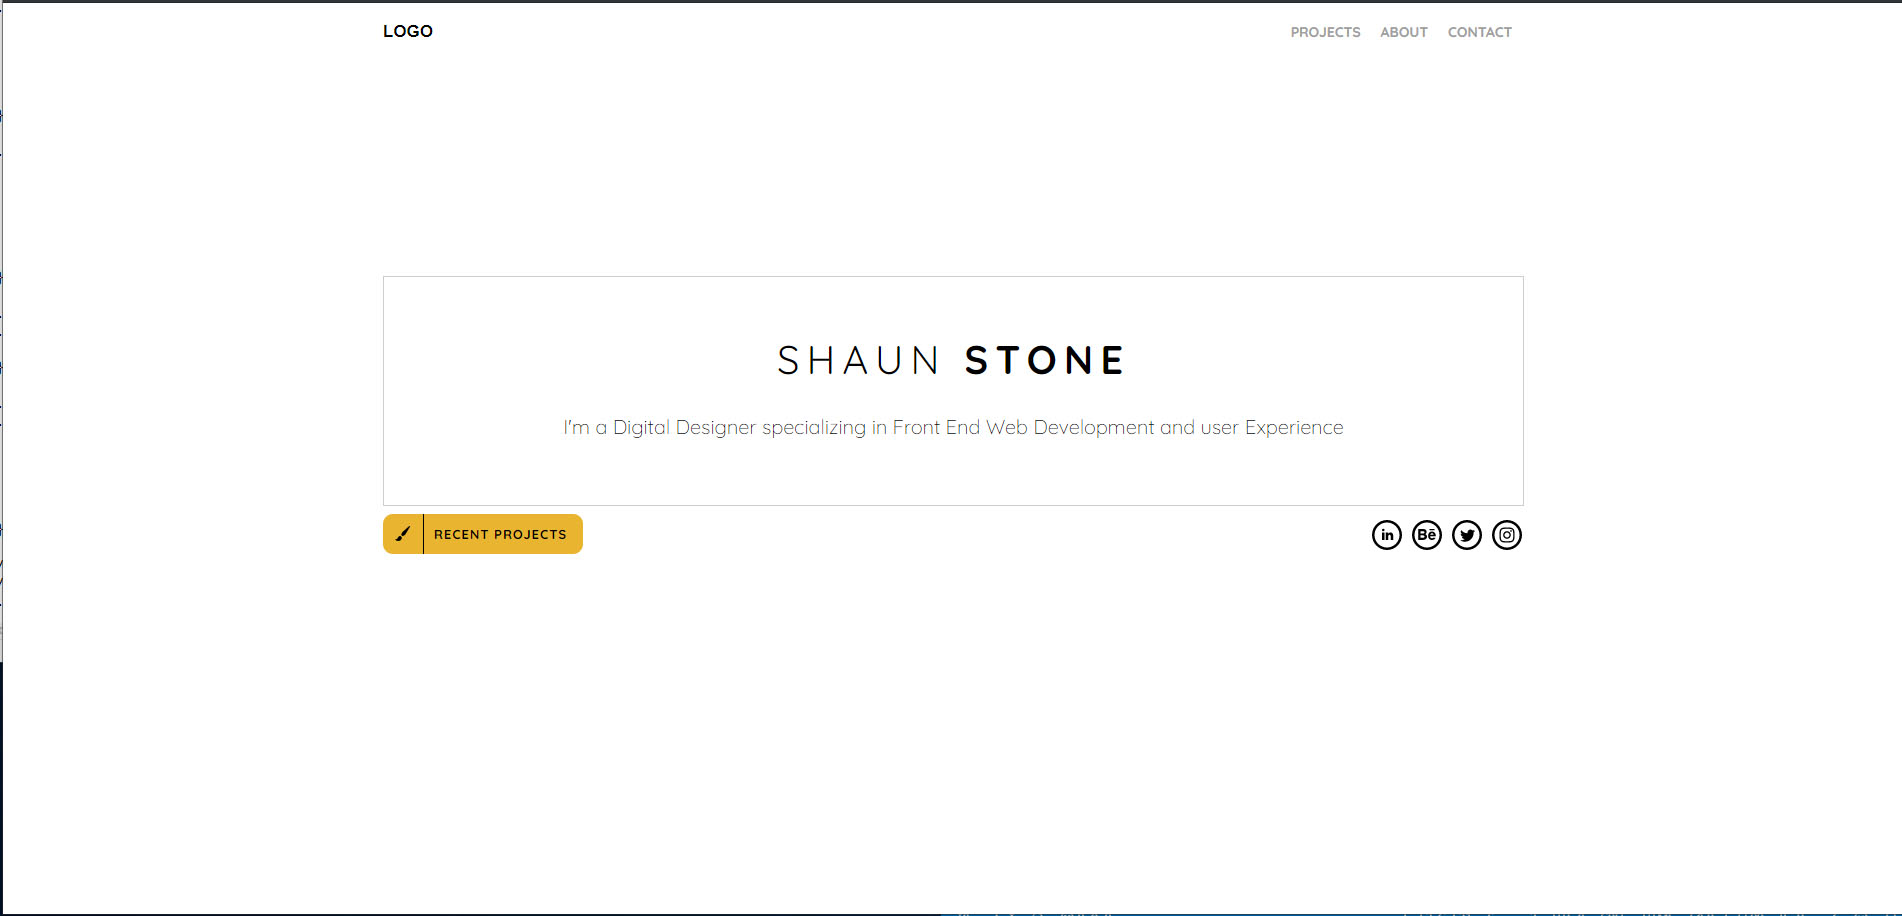 LOGO
PROJECTS ABOUT CONTACT
SHAUN STONE
I'm a Digital Designer specializing in Front End Web Development and user Experience
RECENT PROJECTS
in Bē